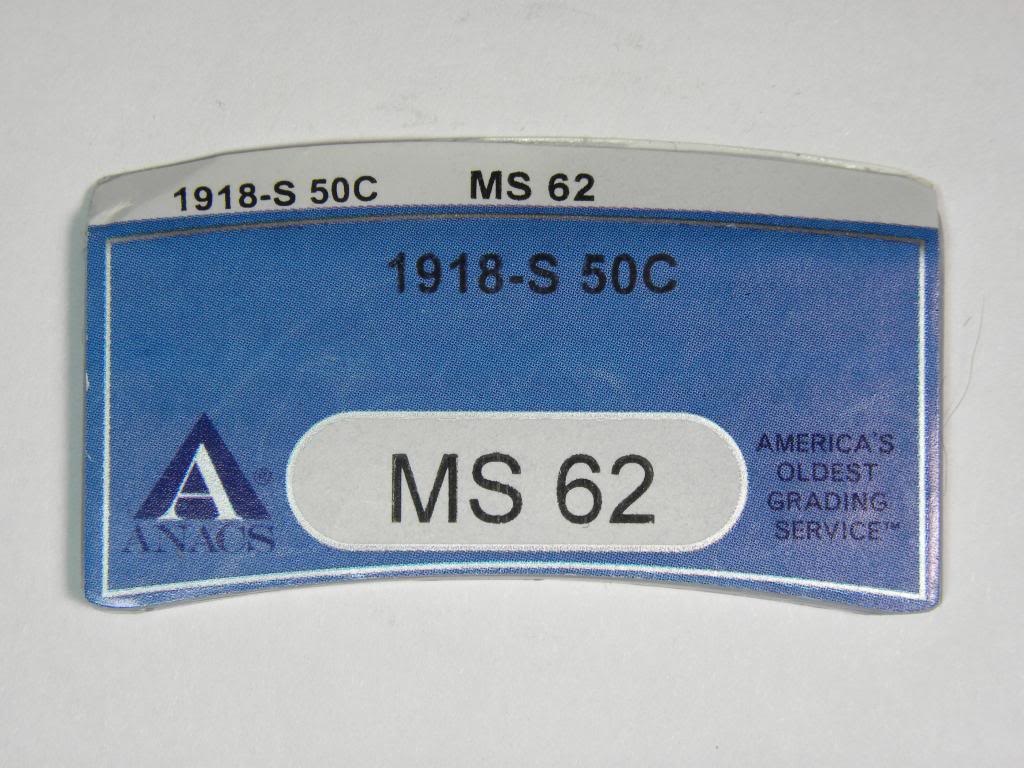 1918-S 50C MS 62
1918-S 50C
MS 62
A®
ANACS
AMERICA'S
OLDEST
GRADING
SERVICE™